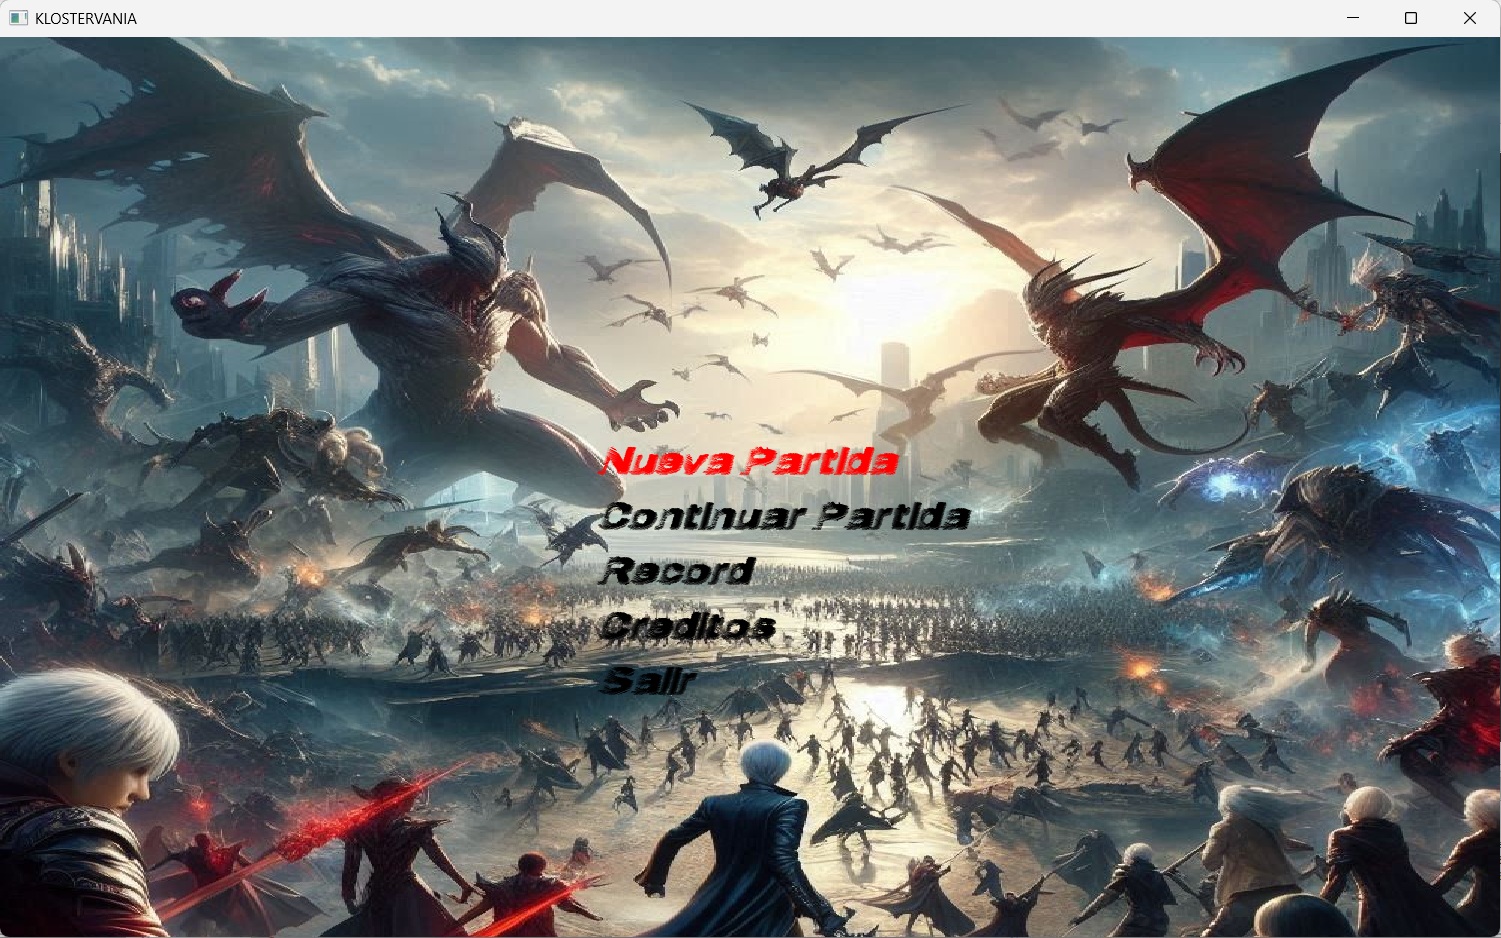 KLOSTERVANIA
Nueva Partida
Continuar Partida
Record
Creditos
Salir